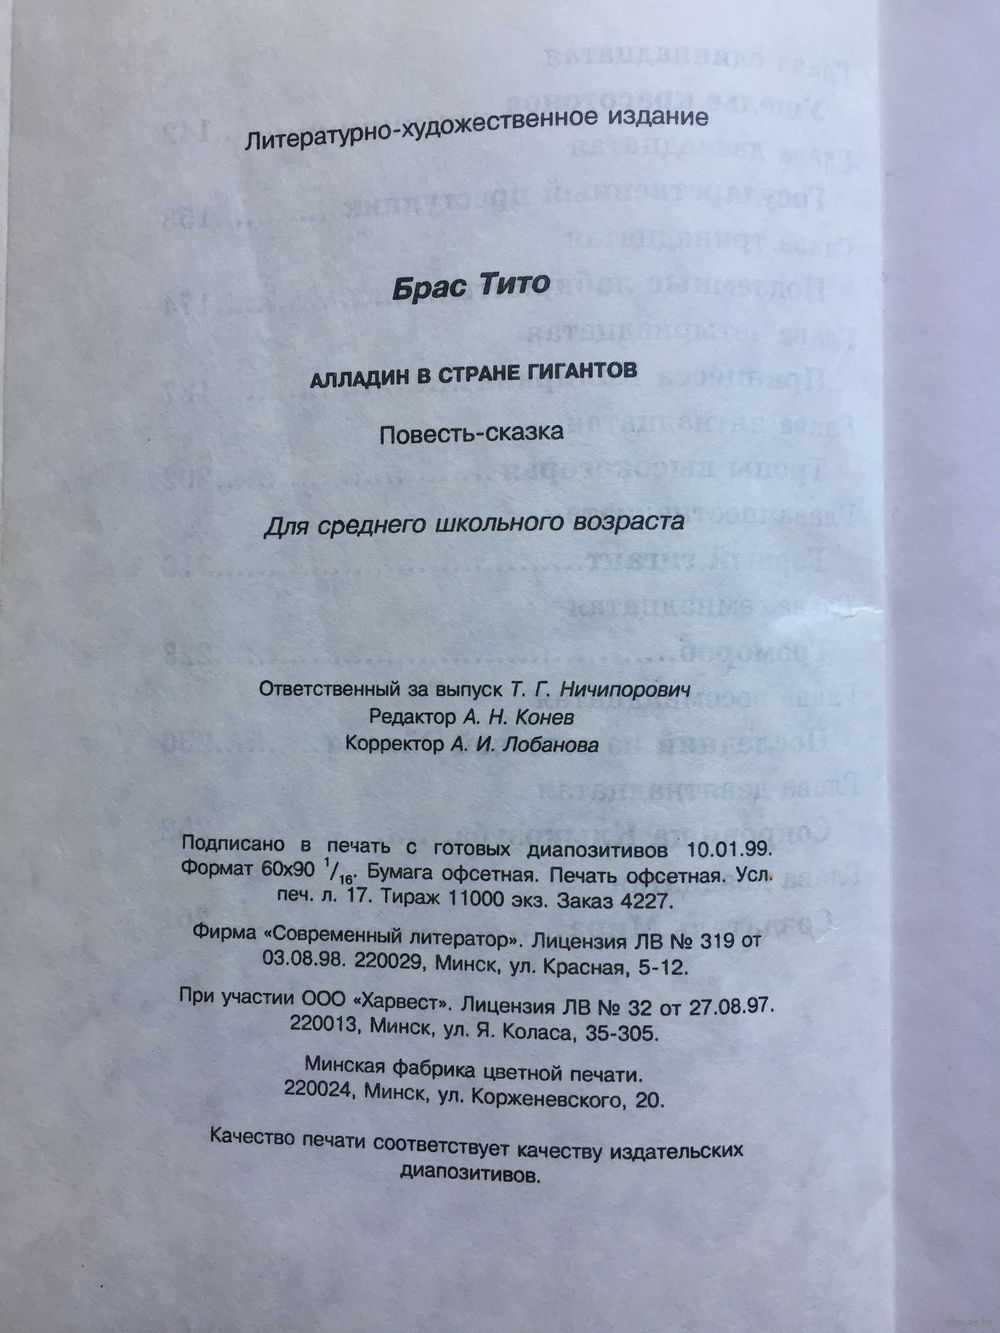 Литературно-художественное издание
Брас Тито
АЛЛАДИН В СТРАНЕ ГИГАНТОВ
Повесть-сказка
Для среднего школьного возраста
Ответственный за выпуск Т. Г. Ничипорович
Редактор А. Н. Конев
Корректор А. И. Лобанова
Подписано в печать с готовых диапозитивов 10.01.99.
Формат 60х90 1/16. Бумага офсетная. Печать офсетная. Усл.
печ. л. 17. Тираж 11000 экз. Заказ 4227.
Фирма «Современный литератор». Лицензия ЛВ № 319 от
03.08.98. 220029, Минск, ул. Красная, 5-12.
При участии ООО «Харвест». Лицензия ЛВ № 32 от 27.08.97.
220013, Минск, ул. Я. Коласа, 35-305.
Минская фабрика цветной печати.
220024, Минск, ул. Корженевского, 20.
Качество печати соответствует качеству издательских
диапозитивов.
www.ay.by